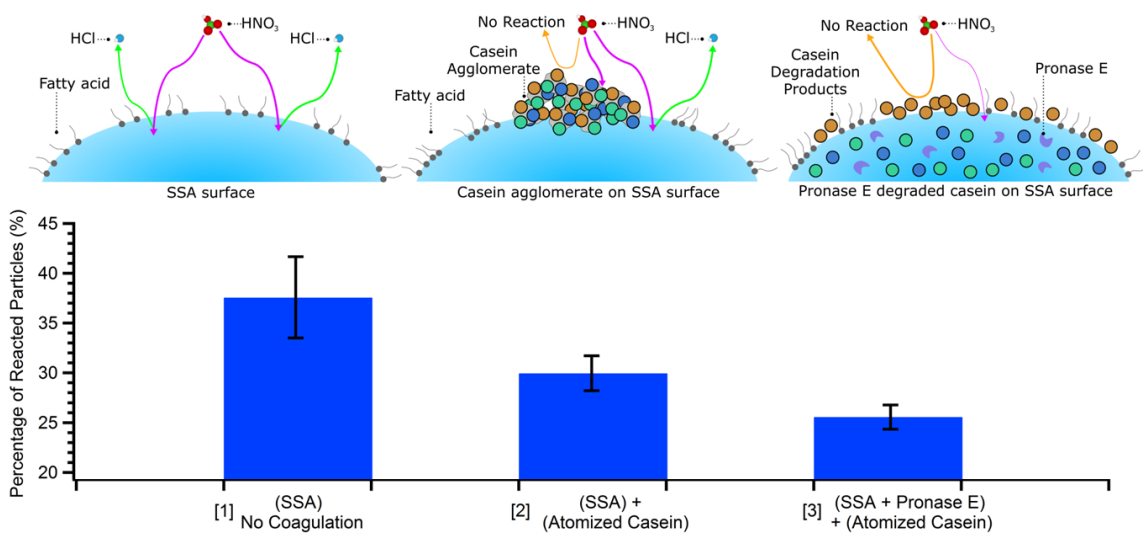 HCl
HNO3
HCl
Fatty acid
SSA surface
No Reaction
HNO3
HCl
Casein
Agglomerate
Fatty acid
Casein agglomerate on SSA surface
No Reaction
HNO3
Casein
Degradation
Products
Pronase E
Pronase E degraded casein on SSA surface
Percentage of Reacted Particles (%)
45
40
35
30
25
20
[1] (SSA)
No Coagulation
[2] (SSA) +
(Atomized Casein)
[3] (SSA + Pronase E)
+ (Atomized Casein)